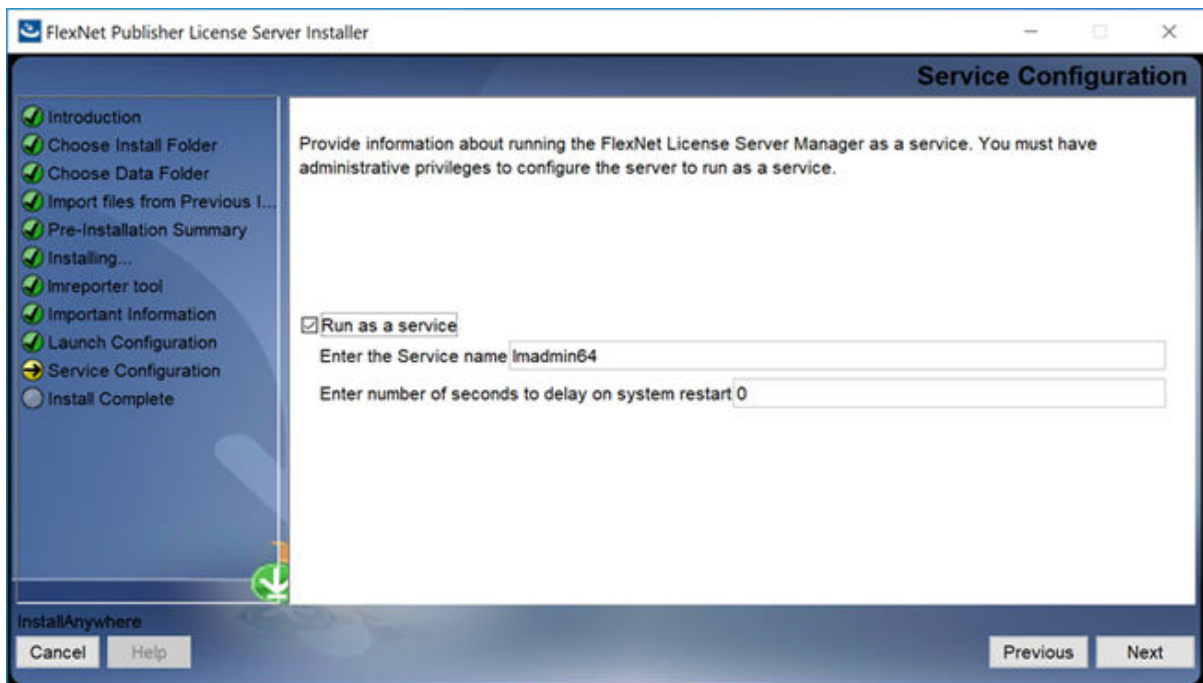 FlexNet Publisher License Server Installer
Service Configuration
Introduction
Choose Install Folder
Choose Data Folder
Import files from Previous I...
Pre-Installation Summary
Installing...
lmreporter tool
Important Information
Launch Configuration
Service Configuration
Install Complete
Provide information about running the FlexNet License Server Manager as a service. You must have
administrative privileges to configure the server to run as a service.
Run as a service
Enter the Service name lmadmin64
Enter number of seconds to delay on system restart 0
InstallAnywhere
Cancel Help Previous Next